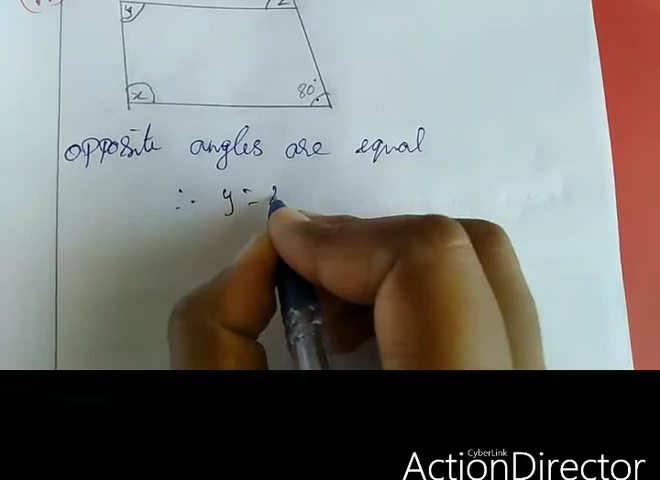 y z
x 80°
opposite angles are equal
∴ y =
CyberLink
ActionDirector